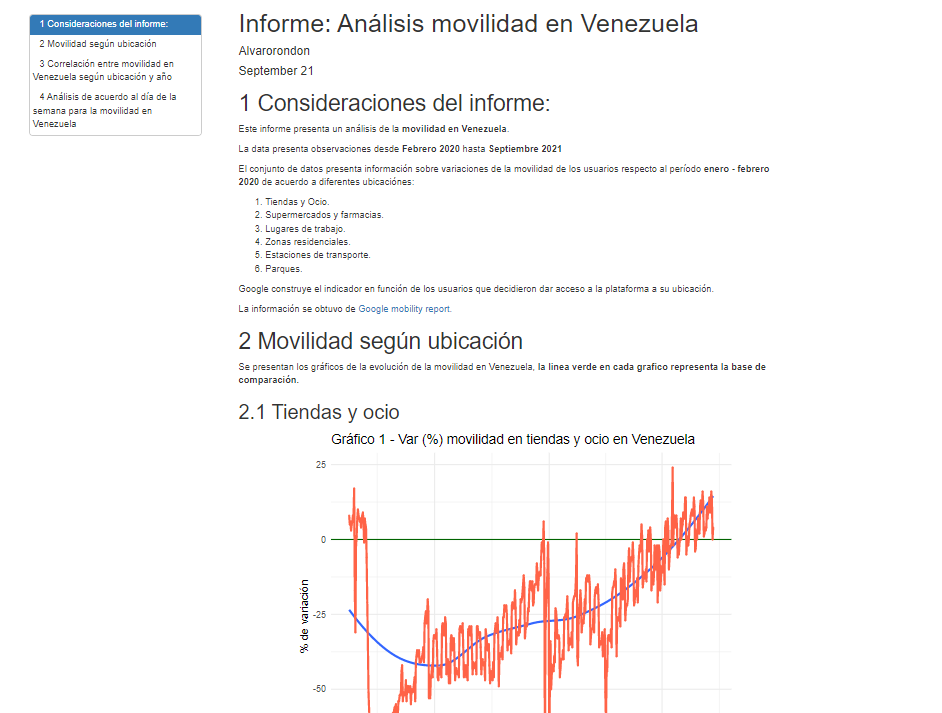 1 Consideraciones del informe:
2 Movilidad según ubicación
3 Correlación entre movilidad en
Venezuela según ubicación y año
4 Análisis de acuerdo al día de la
semana para la movilidad en
Venezuela
Informe: Análisis movilidad en Venezuela
Alvarorondon
September 21
1 Consideraciones del informe:
Este informe presenta un análisis de la movilidad en Venezuela.
La data presenta observaciones desde Febrero 2020 hasta Septiembre 2021
El conjunto de datos presenta información sobre variaciones de la movilidad de los usuarios respecto al período enero - febrero
2020 de acuerdo a diferentes ubicaciónes:
1. Tiendas y Ocio.
2. Supermercados y farmacias.
3. Lugares de trabajo.
4. Zonas residenciales.
5. Estaciones de transporte.
6. Parques.
Google construye el indicador en función de los usuarios que decidieron dar acceso a la plataforma a su ubicación.
La información se obtuvo de Google mobility report.
2 Movilidad según ubicación
Se presentan los gráficos de la evolución de la movilidad en Venezuela, la linea verde en cada grafico representa la base de
comparación.
2.1 Tiendas y ocio
Gráfico 1 - Var (%) movilidad en tiendas y ocio en Venezuela
25
0
-25
-50
% de variación